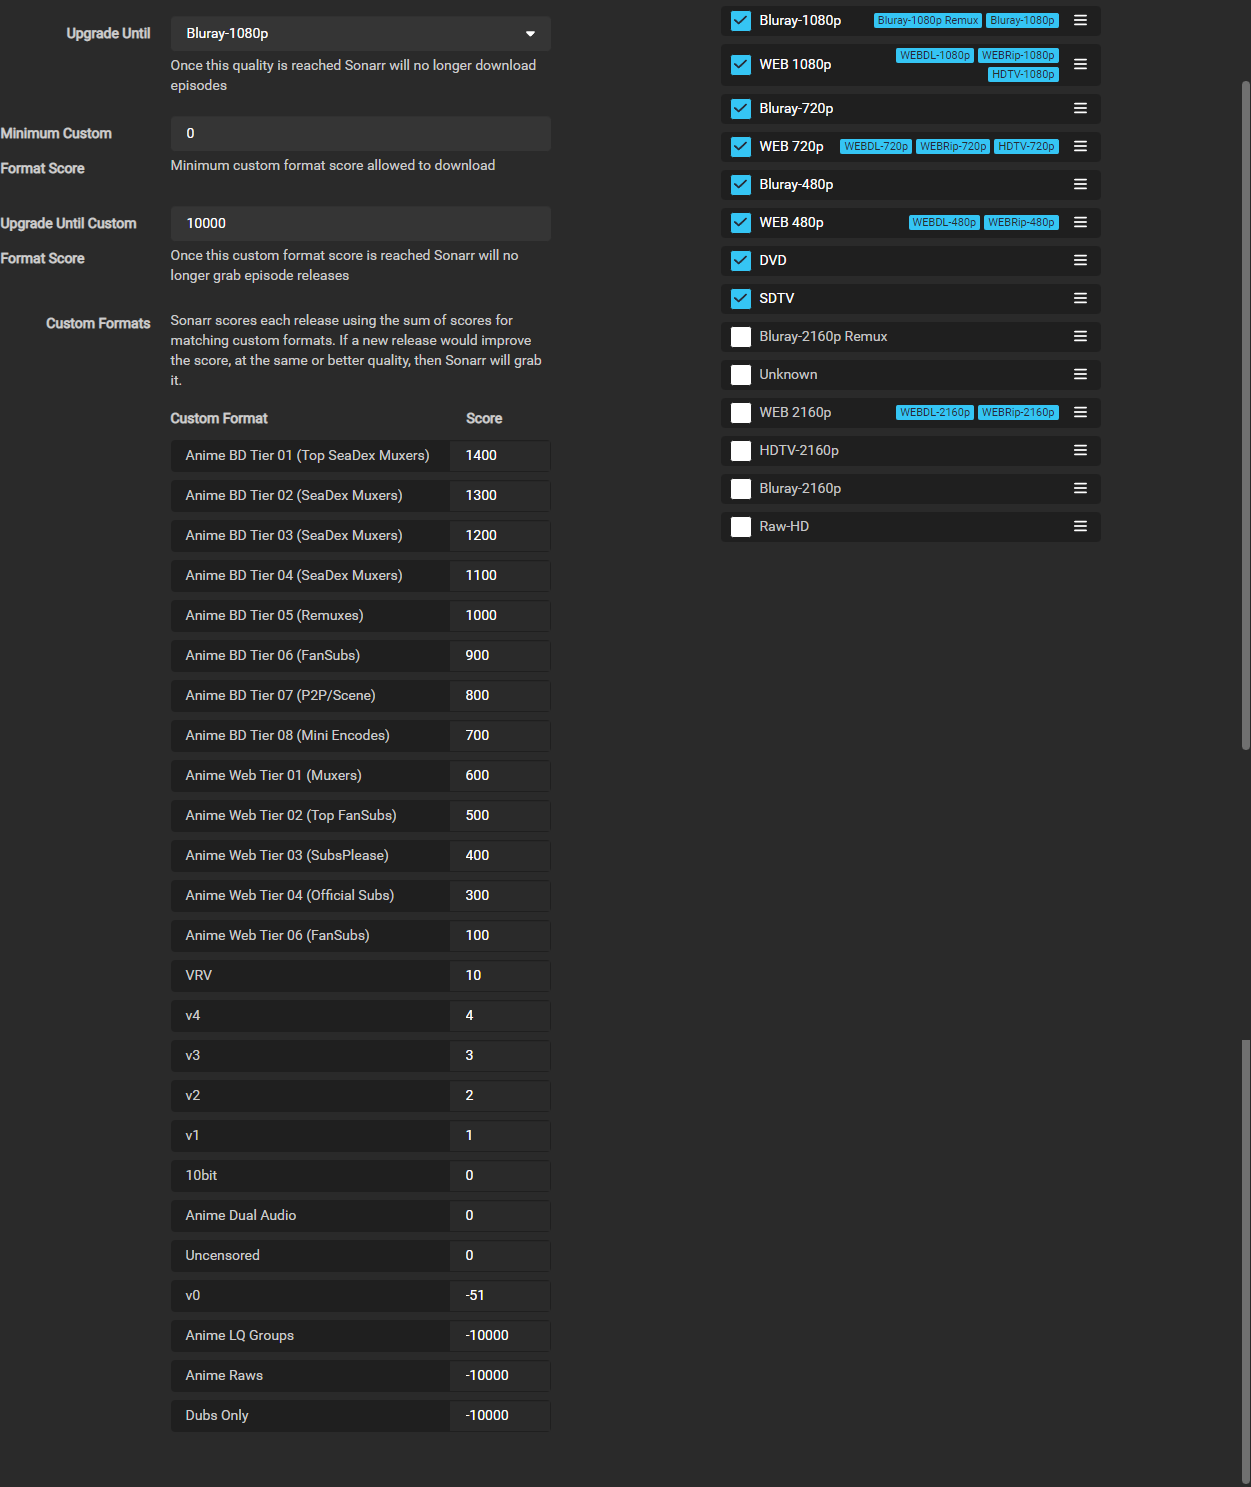 Upgrade Until
Bluray-1080p
Once this quality is reached Sonarr will no longer download
episodes
Minimum Custom
Format Score
0
Minimum custom format score allowed to download
Upgrade Until Custom
Format Score
10000
Once this custom format score is reached Sonarr will no
longer grab episode releases
Custom Formats
Sonarr scores each release using the sum of scores for
matching custom formats. If a new release would improve
the score, at the same or better quality, then Sonarr will grab
it.
Custom Format Score
Anime BD Tier 01 (Top SeaDex Muxers) 1400
Anime BD Tier 02 (SeaDex Muxers) 1300
Anime BD Tier 03 (SeaDex Muxers) 1200
Anime BD Tier 04 (SeaDex Muxers) 1100
Anime BD Tier 05 (Remuxes) 1000
Anime BD Tier 06 (FanSubs) 900
Anime BD Tier 07 (P2P/Scene) 800
Anime BD Tier 08 (Mini Encodes) 700
Anime Web Tier 01 (Muxers) 600
Anime Web Tier 02 (Top FanSubs) 500
Anime Web Tier 03 (SubsPlease) 400
Anime Web Tier 04 (Official Subs) 300
Anime Web Tier 06 (FanSubs) 100
VRV 10
v4 4
v3 3
v2 2
v1 1
10bit 0
Anime Dual Audio 0
Uncensored 0
v0 -51
Anime LQ Groups -10000
Anime Raws -10000
Dubs Only -10000
Bluray-1080p Bluray-1080p Remux Bluray-1080p
WEB 1080p WEBDL-1080p WEBRip-1080p
HDTV-1080p
Bluray-720p
WEB 720p WEBDL-720p WEBRip-720p HDTV-720p
Bluray-480p
WEB 480p WEBDL-480p WEBRip-480p
DVD
SDTV
Bluray-2160p Remux
Unknown
WEB 2160p WEBDL-2160p WEBRip-2160p
HDTV-2160p
Bluray-2160p
Raw-HD